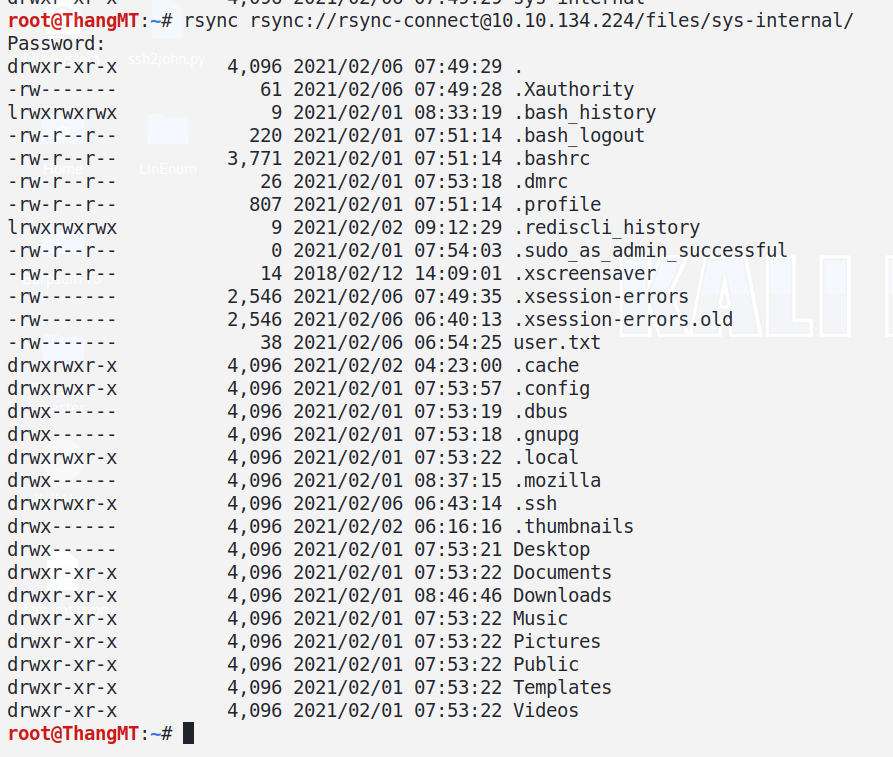 root@ThangMT:~# rsync rsync://rsync-connect@10.10.134.224/files/sys-internal/
Password:
drwxr-xr-x          4,096 2021/02/06 07:49:29 .
-rw-------             61 2021/02/06 07:49:28 .Xauthority
lrwxrwxrwx              9 2021/02/01 08:33:19 .bash_history
-rw-r--r--            220 2021/02/01 07:51:14 .bash_logout
-rw-r--r--          3,771 2021/02/01 07:51:14 .bashrc
-rw-r--r--             26 2021/02/01 07:53:18 .dmrc
-rw-r--r--            807 2021/02/01 07:51:14 .profile
lrwxrwxrwx              9 2021/02/02 09:12:29 .rediscli_history
-rw-r--r--              0 2021/02/01 07:54:03 .sudo_as_admin_successful
-rw-r--r--             14 2018/02/12 14:09:01 .xscreensaver
-rw-------          2,546 2021/02/06 07:49:35 .xsession-errors
-rw-------          2,546 2021/02/06 06:40:13 .xsession-errors.old
-rw-------             38 2021/02/06 06:54:25 user.txt
drwxrwxr-x          4,096 2021/02/02 04:23:00 .cache
drwxrwxr-x          4,096 2021/02/01 07:53:57 .config
drwx------          4,096 2021/02/01 07:53:19 .dbus
drwx------          4,096 2021/02/01 07:53:18 .gnupg
drwxrwxr-x          4,096 2021/02/01 07:53:22 .local
drwx------          4,096 2021/02/01 08:37:15 .mozilla
drwxrwxr-x          4,096 2021/02/06 06:43:14 .ssh
drwx------          4,096 2021/02/02 06:16:16 .thumbnails
drwx------          4,096 2021/02/01 07:53:21 Desktop
drwxr-xr-x          4,096 2021/02/01 07:53:22 Documents
drwxr-xr-x          4,096 2021/02/01 08:46:46 Downloads
drwxr-xr-x          4,096 2021/02/01 07:53:22 Music
drwxr-xr-x          4,096 2021/02/01 07:53:22 Pictures
drwxr-xr-x          4,096 2021/02/01 07:53:22 Public
drwxr-xr-x          4,096 2021/02/01 07:53:22 Templates
drwxr-xr-x          4,096 2021/02/01 07:53:22 Videos
root@ThangMT:~#
ssh2john.py
Home
LinEnum
KALI